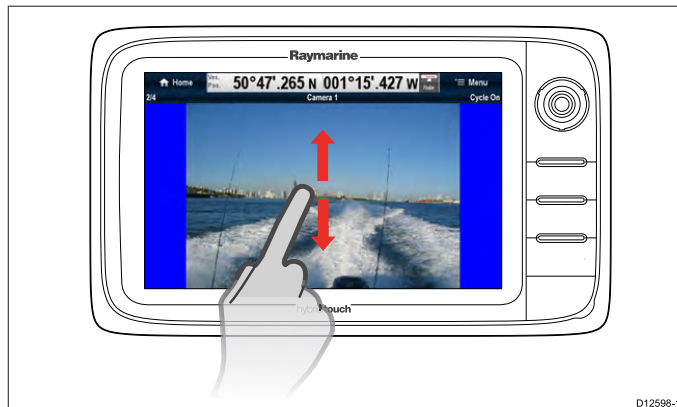 Raymarine
Home
Ves. Pos. 50°47'.265 N 001°15'.427 W
Menu
2/4
Camera 1
Cycle On
hybridtouch
D12598-1